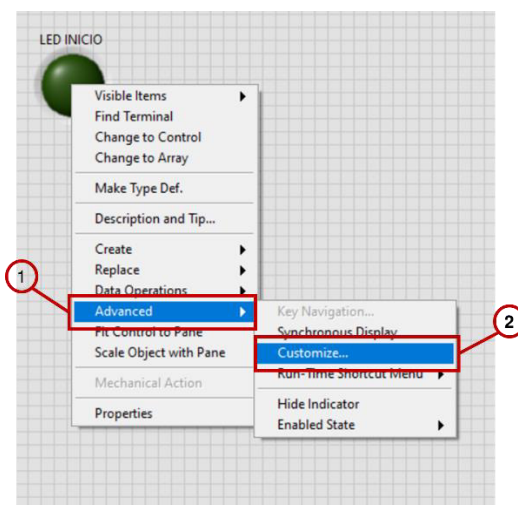 LED INICIO
Visible Items
Find Terminal
Change to Control
Change to Array
Make Type Def.
Description and Tip...
Create
Replace
Data Operations
1
Advanced
Fit Control to Pane
Scale Object with Pane
Mechanical Action
Properties
Key Navigation...
Synchronous Display
2
Customize...
Run-Time Shortcut Menu
Hide Indicator
Enabled State